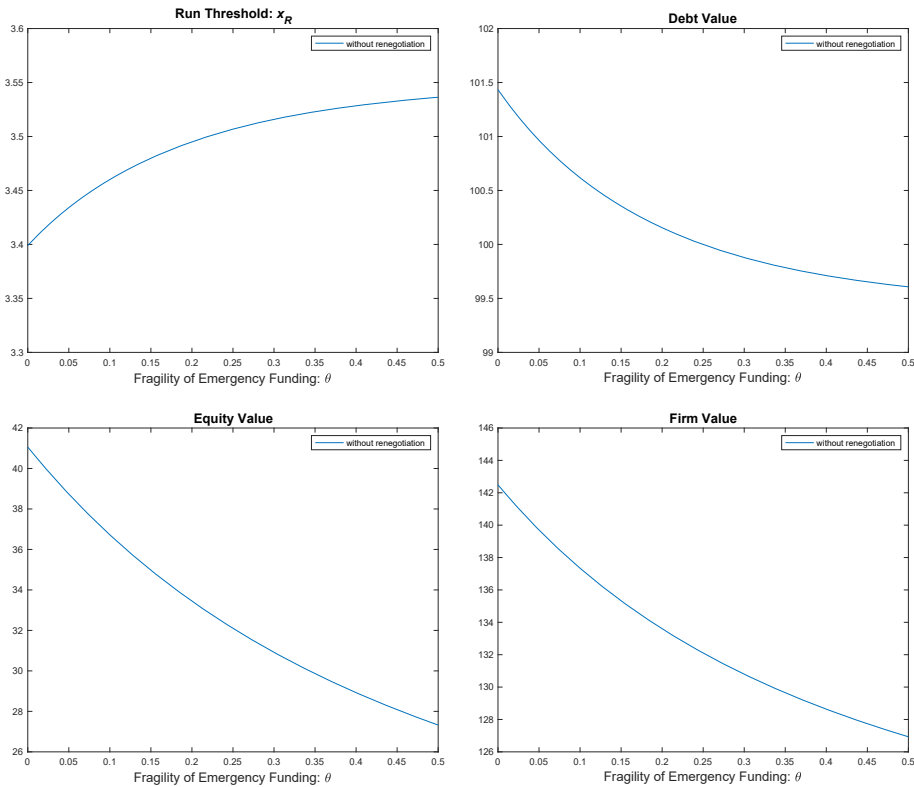 Run Threshold: x_R
without renegotiation
3.6
3.55
3.5
3.45
3.4
3.35
3.3
0 0.05 0.1 0.15 0.2 0.25 0.3 0.35 0.4 0.45 0.5
Fragility of Emergency Funding: θ
Debt Value
without renegotiation
102
101.5
101
100.5
100
99.5
99
0 0.05 0.1 0.15 0.2 0.25 0.3 0.35 0.4 0.45 0.5
Fragility of Emergency Funding: θ
Equity Value
without renegotiation
42
40
38
36
34
32
30
28
26
0 0.05 0.1 0.15 0.2 0.25 0.3 0.35 0.4 0.45 0.5
Fragility of Emergency Funding: θ
Firm Value
without renegotiation
146
144
142
140
138
136
134
132
130
128
126
0 0.05 0.1 0.15 0.2 0.25 0.3 0.35 0.4 0.45 0.5
Fragility of Emergency Funding: θ